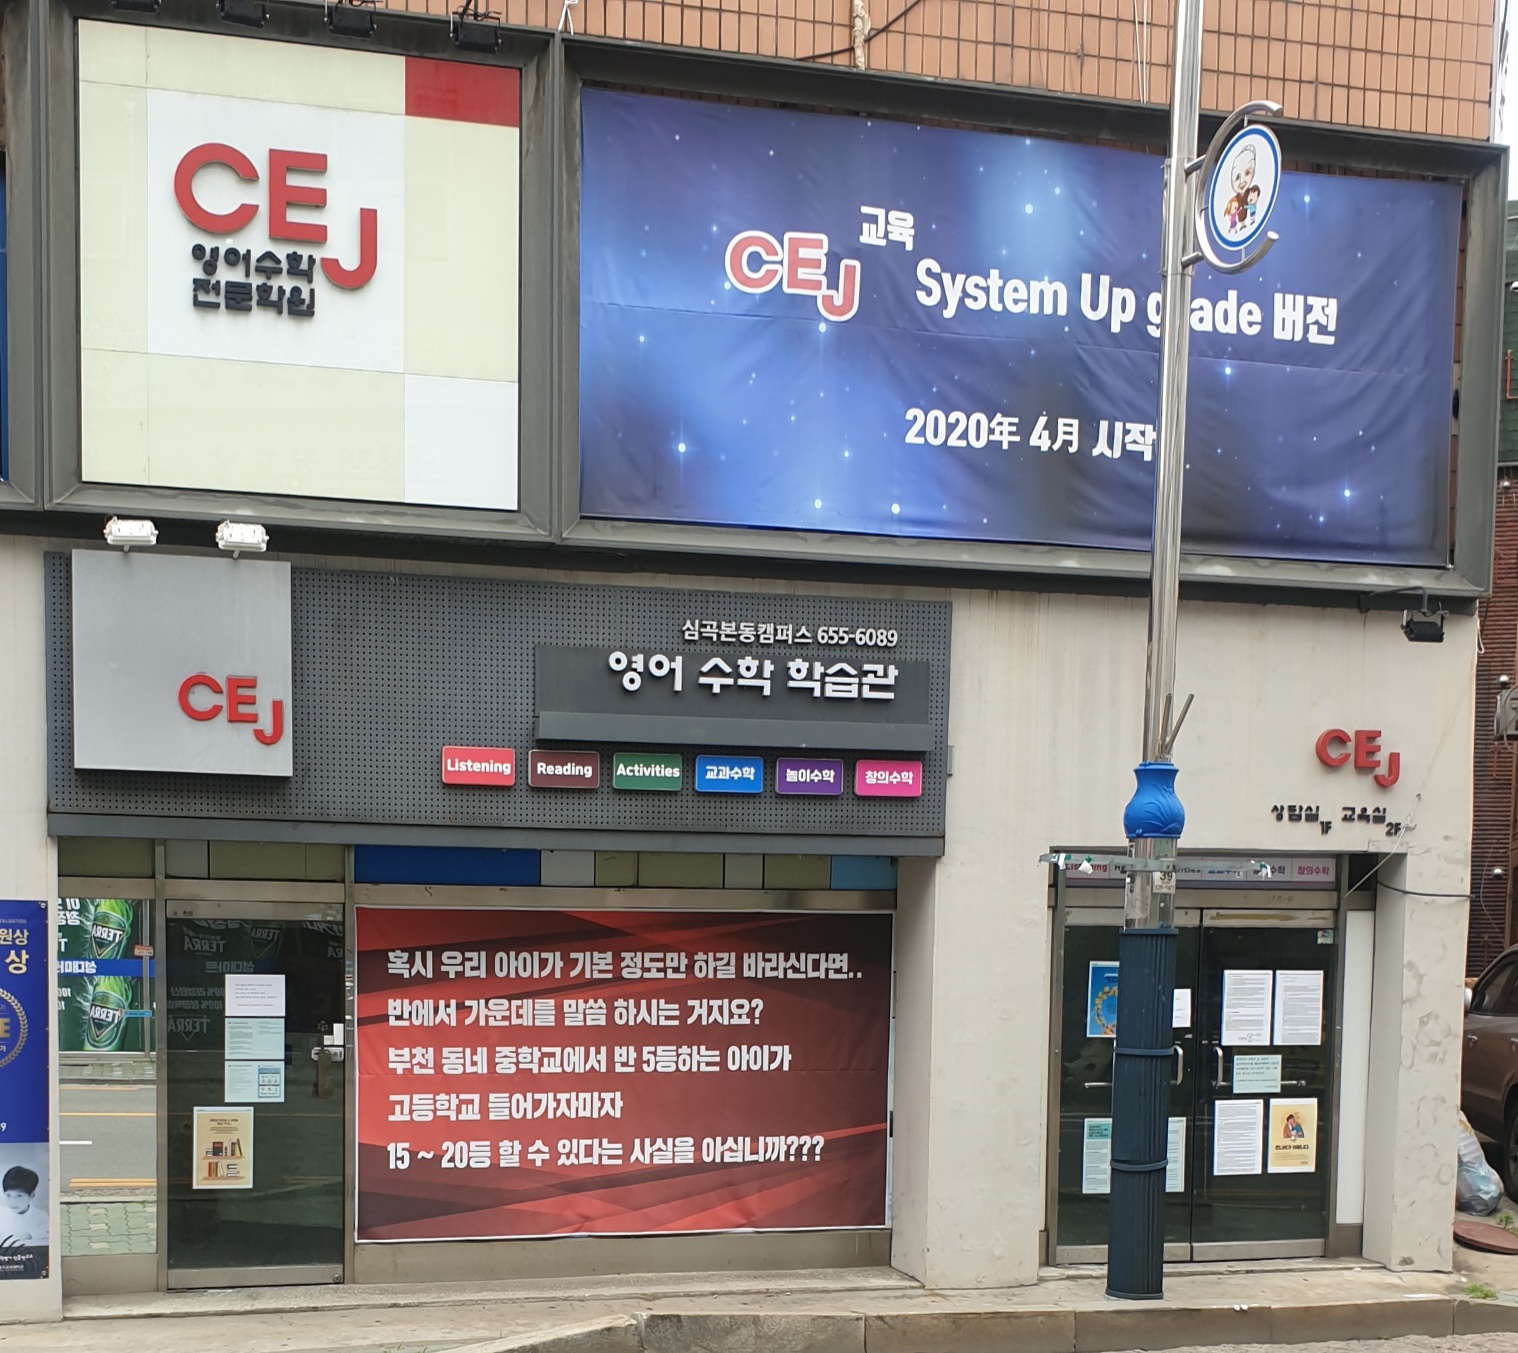 CEJ
영어수학
전문학원
CEJ 교육
System Up grade 버전
2020年 4月 시작
심곡본동캠퍼스 655-6089
영어 수학 학습관
CEJ
Listening
Reading
Activities
교과수학
놀이수학
창의수학
CEJ
상담실 1F 교육실 2F
창의수학
혹시 우리 아이가 기본 정도만 하길 바라신다면..
반에서 가운데를 말씀 하시는 거지요?
부천 동네 중학교에서 반 5등하는 아이가
고등학교 들어가자마자
15 ~ 20등 할 수 있다는 사실을 아십니까???
TERRA
39